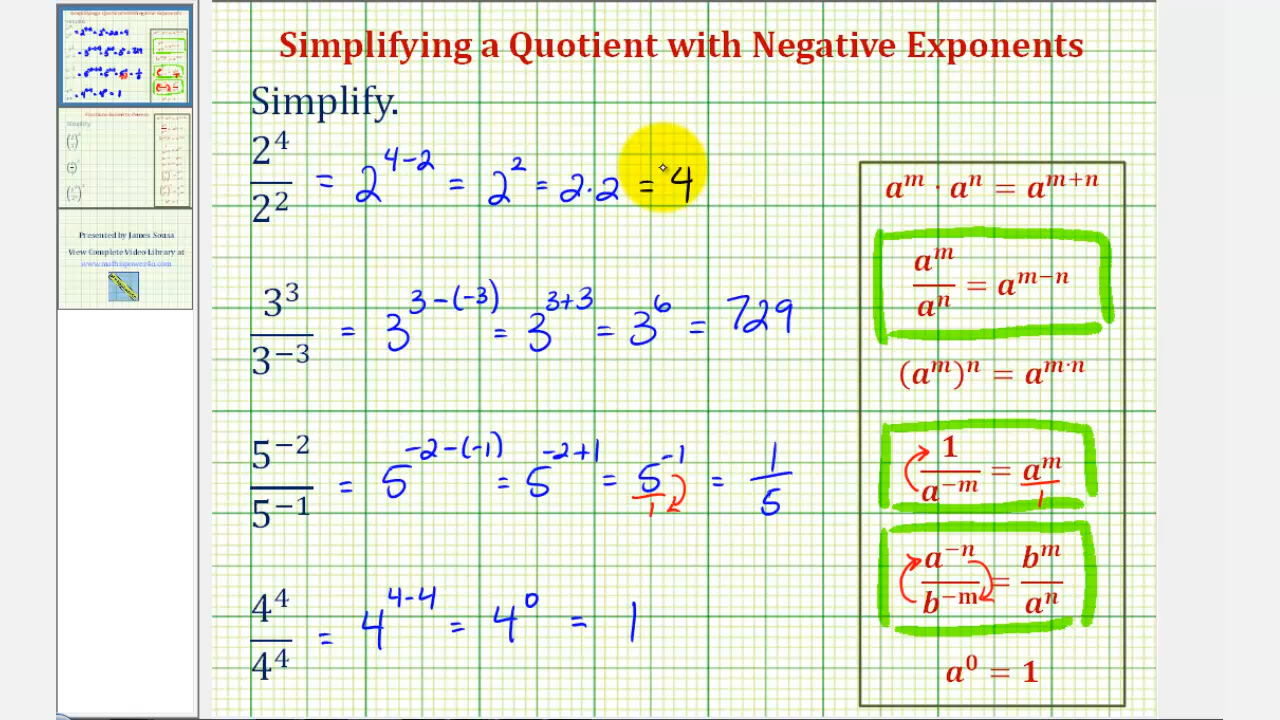 Simplifying a Quotient with Negative Exponents
Simplify.
2^4/2^2 = 2^(4-2) = 2^2 = 2·2 = 4
3^3/3^−3 = 3^(3-(-3)) = 3^(3+3) = 3^6 = 729
5^−2/5^−1 = 5^(-2-(-1)) = 5^(-2+1) = 5^-1/1 = 1/5
4^4/4^4 = 4^(4-4) = 4^0 = 1
a^m · a^n = a^(m+n)
a^m/a^n = a^(m−n)
(a^m)^n = a^(m·n)
1/a^−m = a^m/1
a^−n/b^−m = b^m/a^n
a^0 = 1
Presented by James Sousa
View Complete Video Library at
www.mathispower4u.com